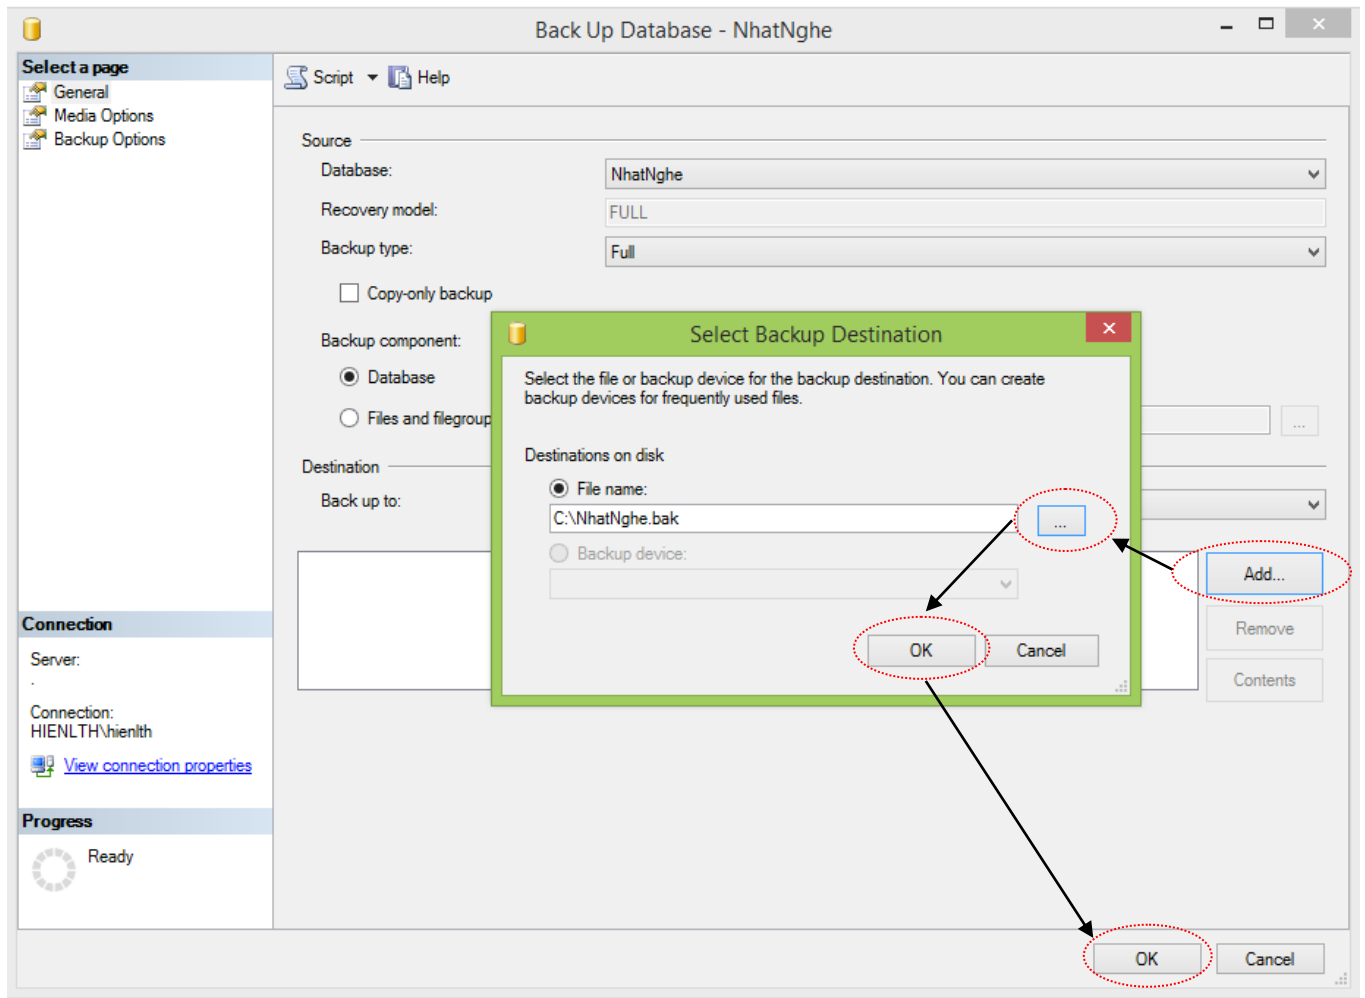 Back Up Database - NhatNghe
Select a page
General
Media Options
Backup Options
Script
Help
Source
Database:
NhatNghe
Recovery model:
FULL
Backup type:
Full
Copy-only backup
Backup component:
Database
Files and filegroup
...
Destination
Back up to:
Add...
Remove
Contents
Select Backup Destination
Select the file or backup device for the backup destination. You can create
backup devices for frequently used files.
Destinations on disk
File name:
C:\NhatNghe.bak
...
Backup device:
OK
Cancel
Connection
Server:
.
Connection:
HIENLTH\hienlth
View connection properties
Progress
Ready
OK
Cancel